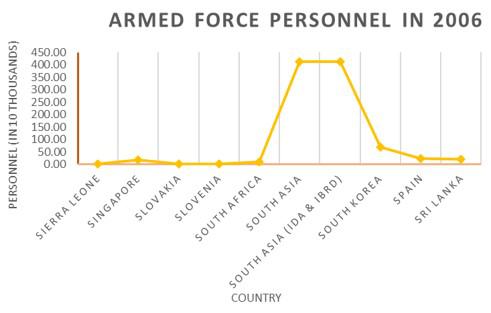 ARMED FORCE PERSONNEL IN 2006
PERSONNEL (IN 10 THOUSANDS)
450.00
400.00
350.00
300.00
250.00
200.00
150.00
100.00
50.00
0.00
SIERRA LEONE
SINGAPORE
SLOVAKIA
SLOVENIA
SOUTH AFRICA
SOUTH ASIA
SOUTH ASIA (IDA & IBRD)
SOUTH KOREA
SPAIN
SRI LANKA
COUNTRY